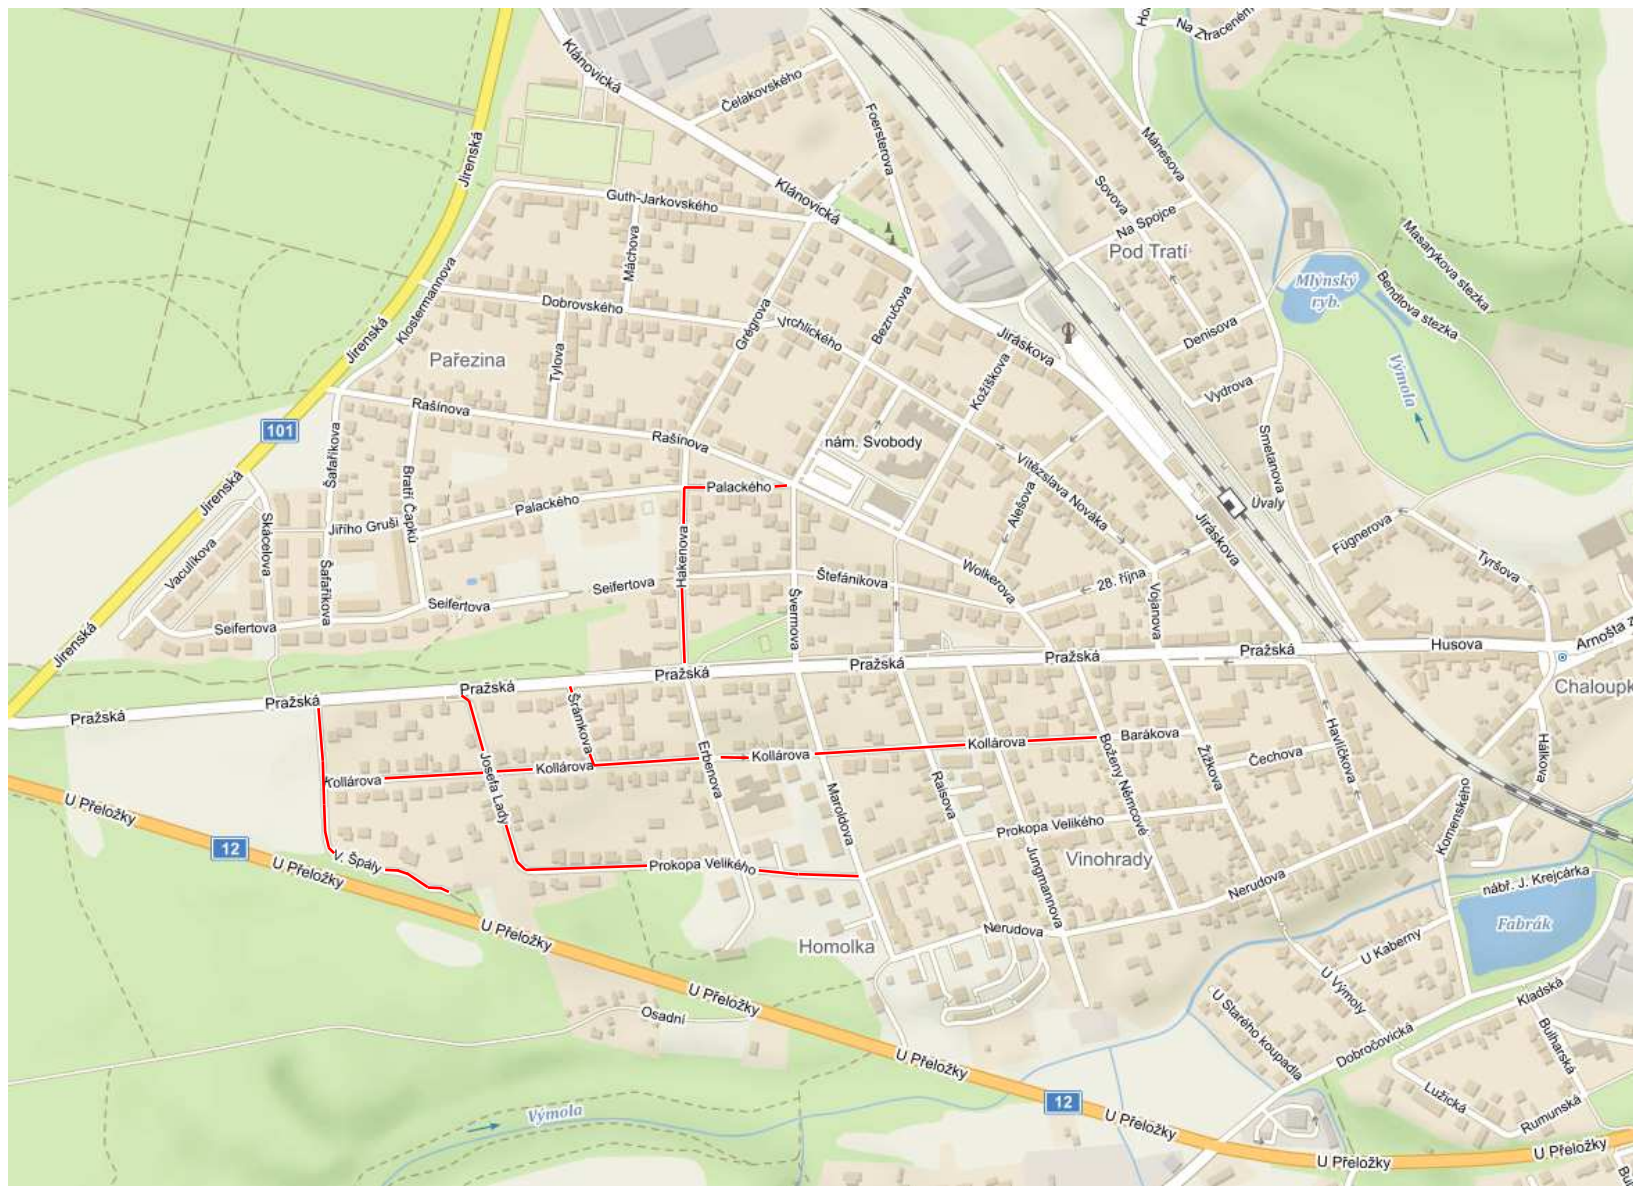 Klánovická
Čelakovského
Foersterova
Na Ztraceném
Mánesova
Sovova
Na Spojce
Pod Tratí
Masarykova stezka
Bendlova stezka
Mlýnský
ryb.
Výmola
Jirenská
Guth-Jarkovského
Klánovická
Máchova
Klostermannova
Dobrovského
Grégrova
Vrchlického
Bezručova
Jiráskova
Denisova
Vydrova
Smetanova
Jirenská
Pařezina
Tylova
Kožíškova
Rašínova
Rašínova
nám. Svobody
101
Šafaříkova
Bratří Čapků
Vítězslava Nováka
Alešova
Jirenská
Palackého
Palackého
Jiráskova
Úvaly
Skácelova
Jiřího Gruši
Fügnerova
Tyršova
Vaculíkova
Šafaříkova
Hakenova
Seifertova
Seifertova
Seifertova
Štefánikova
Švermova
Wolkerova
28. října
Vojanova
Jirenská
Pražská
Pražská
Pražská
Pražská
Pražská
Pražská
Pražská
Husova
Arnošta z
Chaloupk
Šrámkova
Kollárova
Kollárova
Kollárova
Kollárova
Barákova
Čechova
Havlíčkova
Hálkova
Josefa Lady
Erbenova
Maroldova
Raisova
Boženy Němcové
Žižkova
Komenského
U Přeložky
12
V. Špály
U Přeložky
Prokopa Velikého
Prokopa Velikého
Jungmannova
Vinohrady
Nerudova
Nerudova
nábř. J. Krejcárka
Fabrák
Homolka
U Přeložky
U Kaberny
U Výmoly
U Starého koupadla
Kladská
U Přeložky
Osadní
Dobročovická
Bulharská
U Přeložky
Lužická
Rumunská
12
Výmola
U Přeložky
U Přeložky
U Přeložky